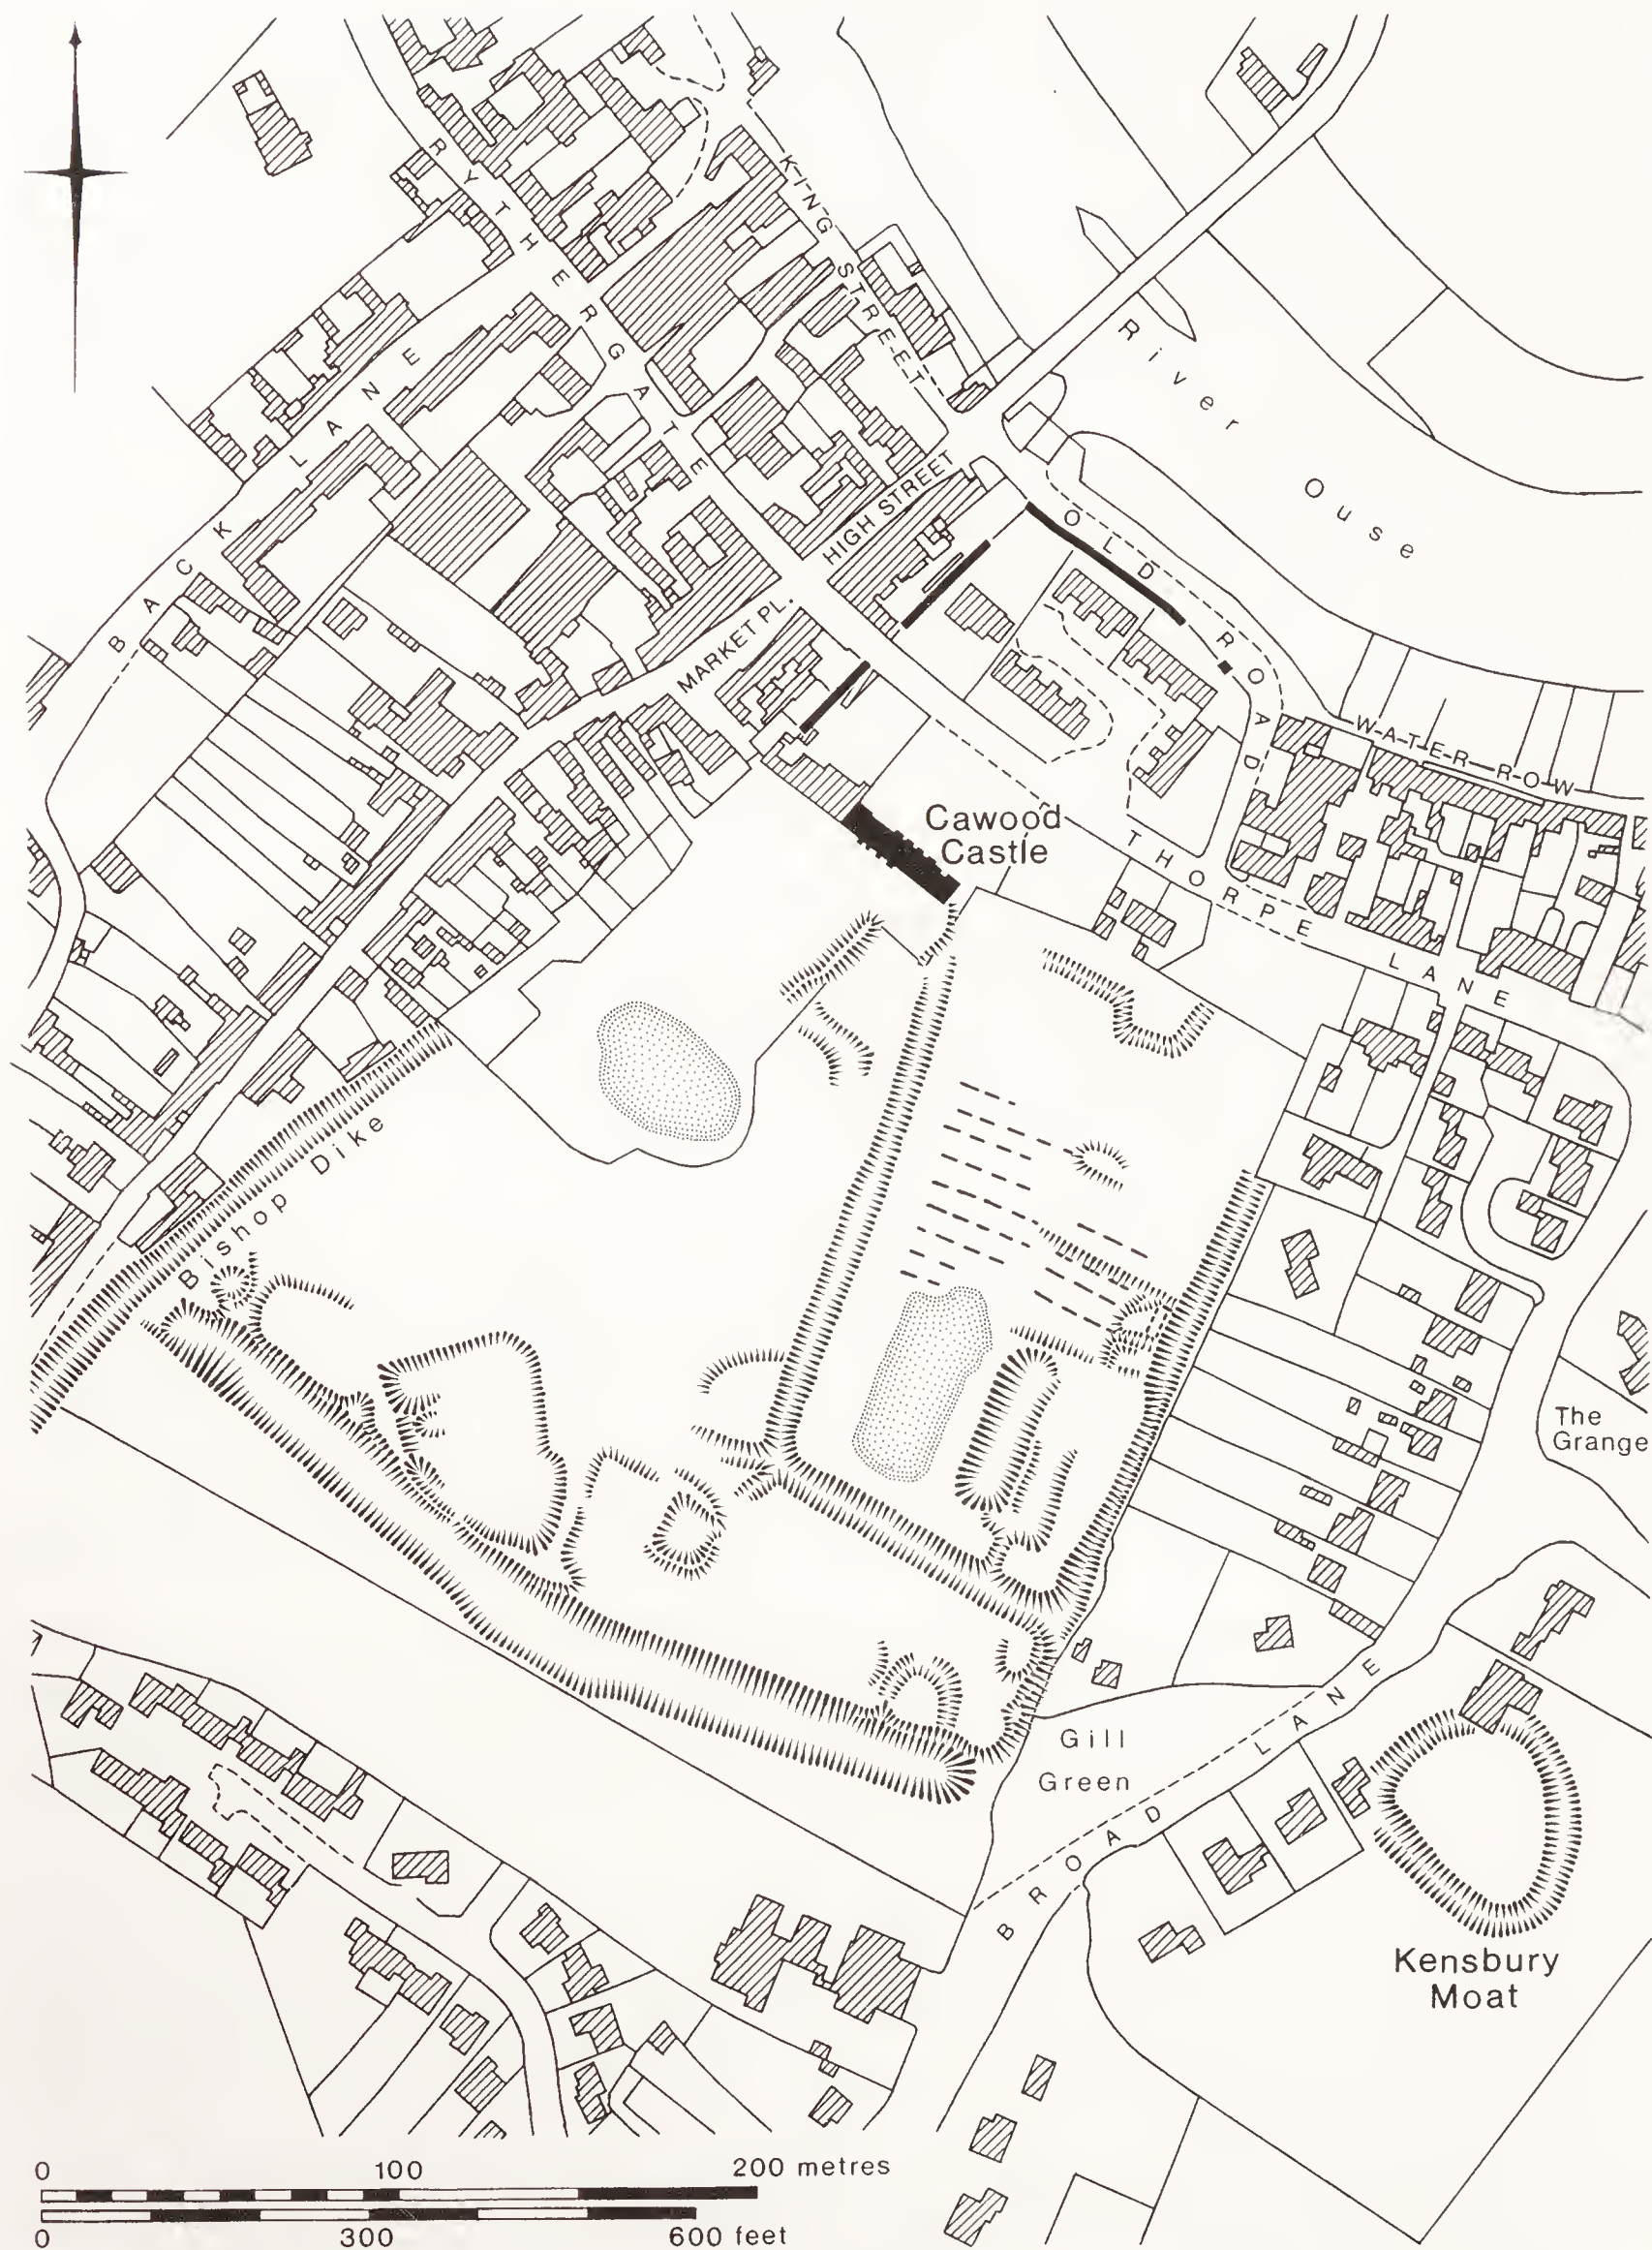 RYTHERGATE
KING STREET
BACK LANE
River Ouse
HIGH STREET
OLD ROAD
MARKET PL.
WATER ROW
Cawood
Castle
THORPE LANE
Bishop Dike
The
Grange
Gill
Green
BROAD LANE
Kensbury
Moat
0 100 200 metres
0 300 600 feet